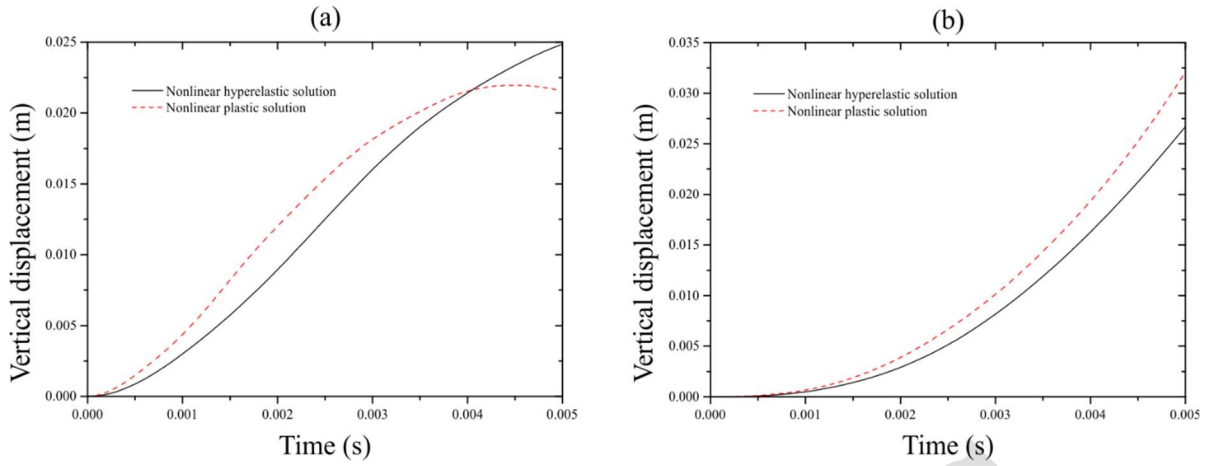 (a)
0.025
0.020
0.015
0.010
0.005
0.000
Vertical displacement (m)
Nonlinear hyperelastic solution
Nonlinear plastic solution
0.000 0.001 0.002 0.003 0.004 0.005
Time (s)
(b)
0.035
0.030
0.025
0.020
0.015
0.010
0.005
0.000
Vertical displacement (m)
Nonlinear hyperelastic solution
Nonlinear plastic solution
0.000 0.001 0.002 0.003 0.004 0.005
Time (s)